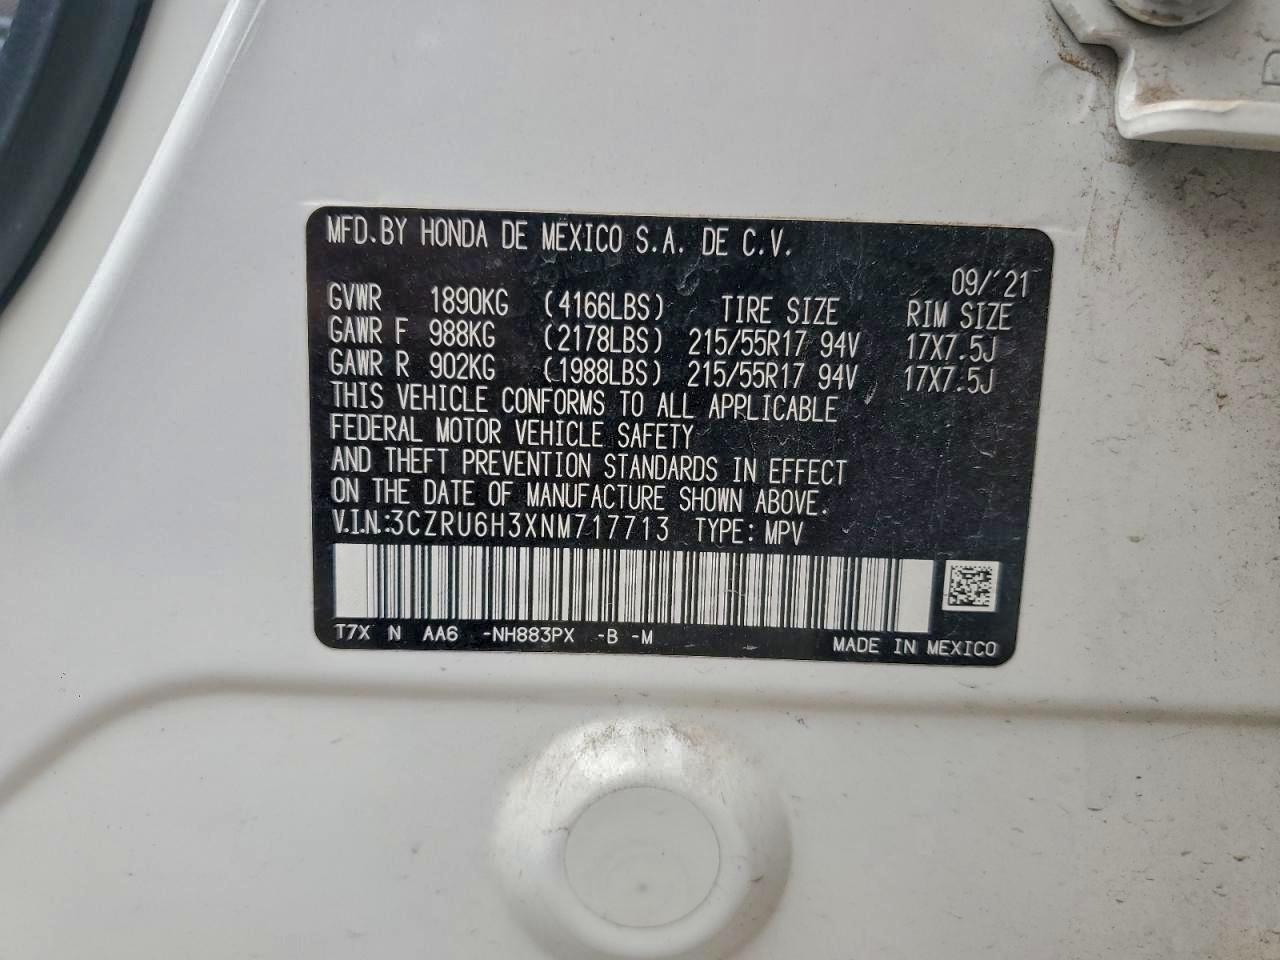 MFD.BY HONDA DE MEXICO S.A. DE C.V.
09/'21
GVWR 1890KG (4166LBS) TIRE SIZE RIM SIZE
GAWR F 988KG (2178LBS) 215/55R17 94V 17X7.5J
GAWR R 902KG (1988LBS) 215/55R17 94V 17X7.5J
THIS VEHICLE CONFORMS TO ALL APPLICABLE
FEDERAL MOTOR VEHICLE SAFETY
AND THEFT PREVENTION STANDARDS IN EFFECT
ON THE DATE OF MANUFACTURE SHOWN ABOVE.
V.I.N.:3CZRU6H3XNM717713 TYPE: MPV
T7X N AA6 -NH883PX -B -M
MADE IN MEXICO